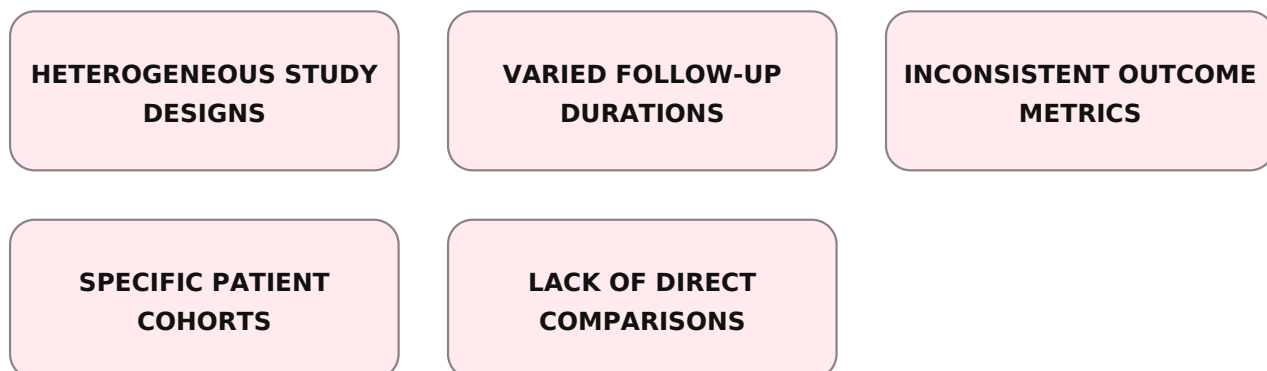 HETEROGENEOUS STUDY
DESIGNS
VARIED FOLLOW-UP
DURATIONS
INCONSISTENT OUTCOME
METRICS
SPECIFIC PATIENT
COHORTS
LACK OF DIRECT
COMPARISONS